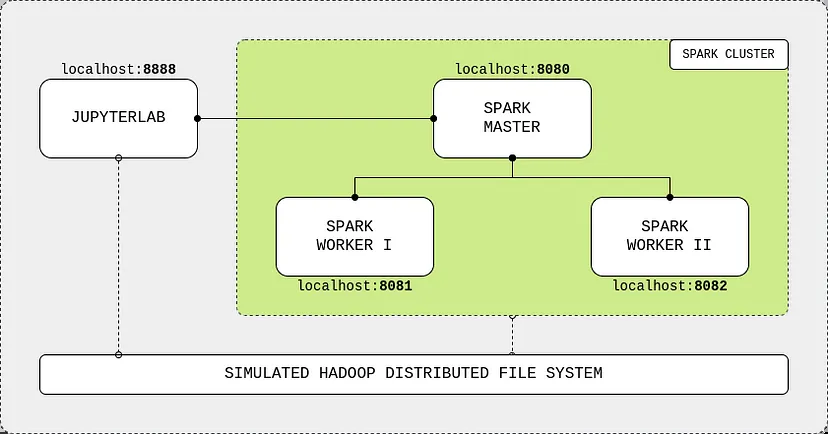 SPARK CLUSTER
localhost:8888
localhost:8080
JUPYTERLAB
SPARK
MASTER
SPARK
WORKER I
SPARK
WORKER II
localhost:8081
localhost:8082
SIMULATED HADOOP DISTRIBUTED FILE SYSTEM